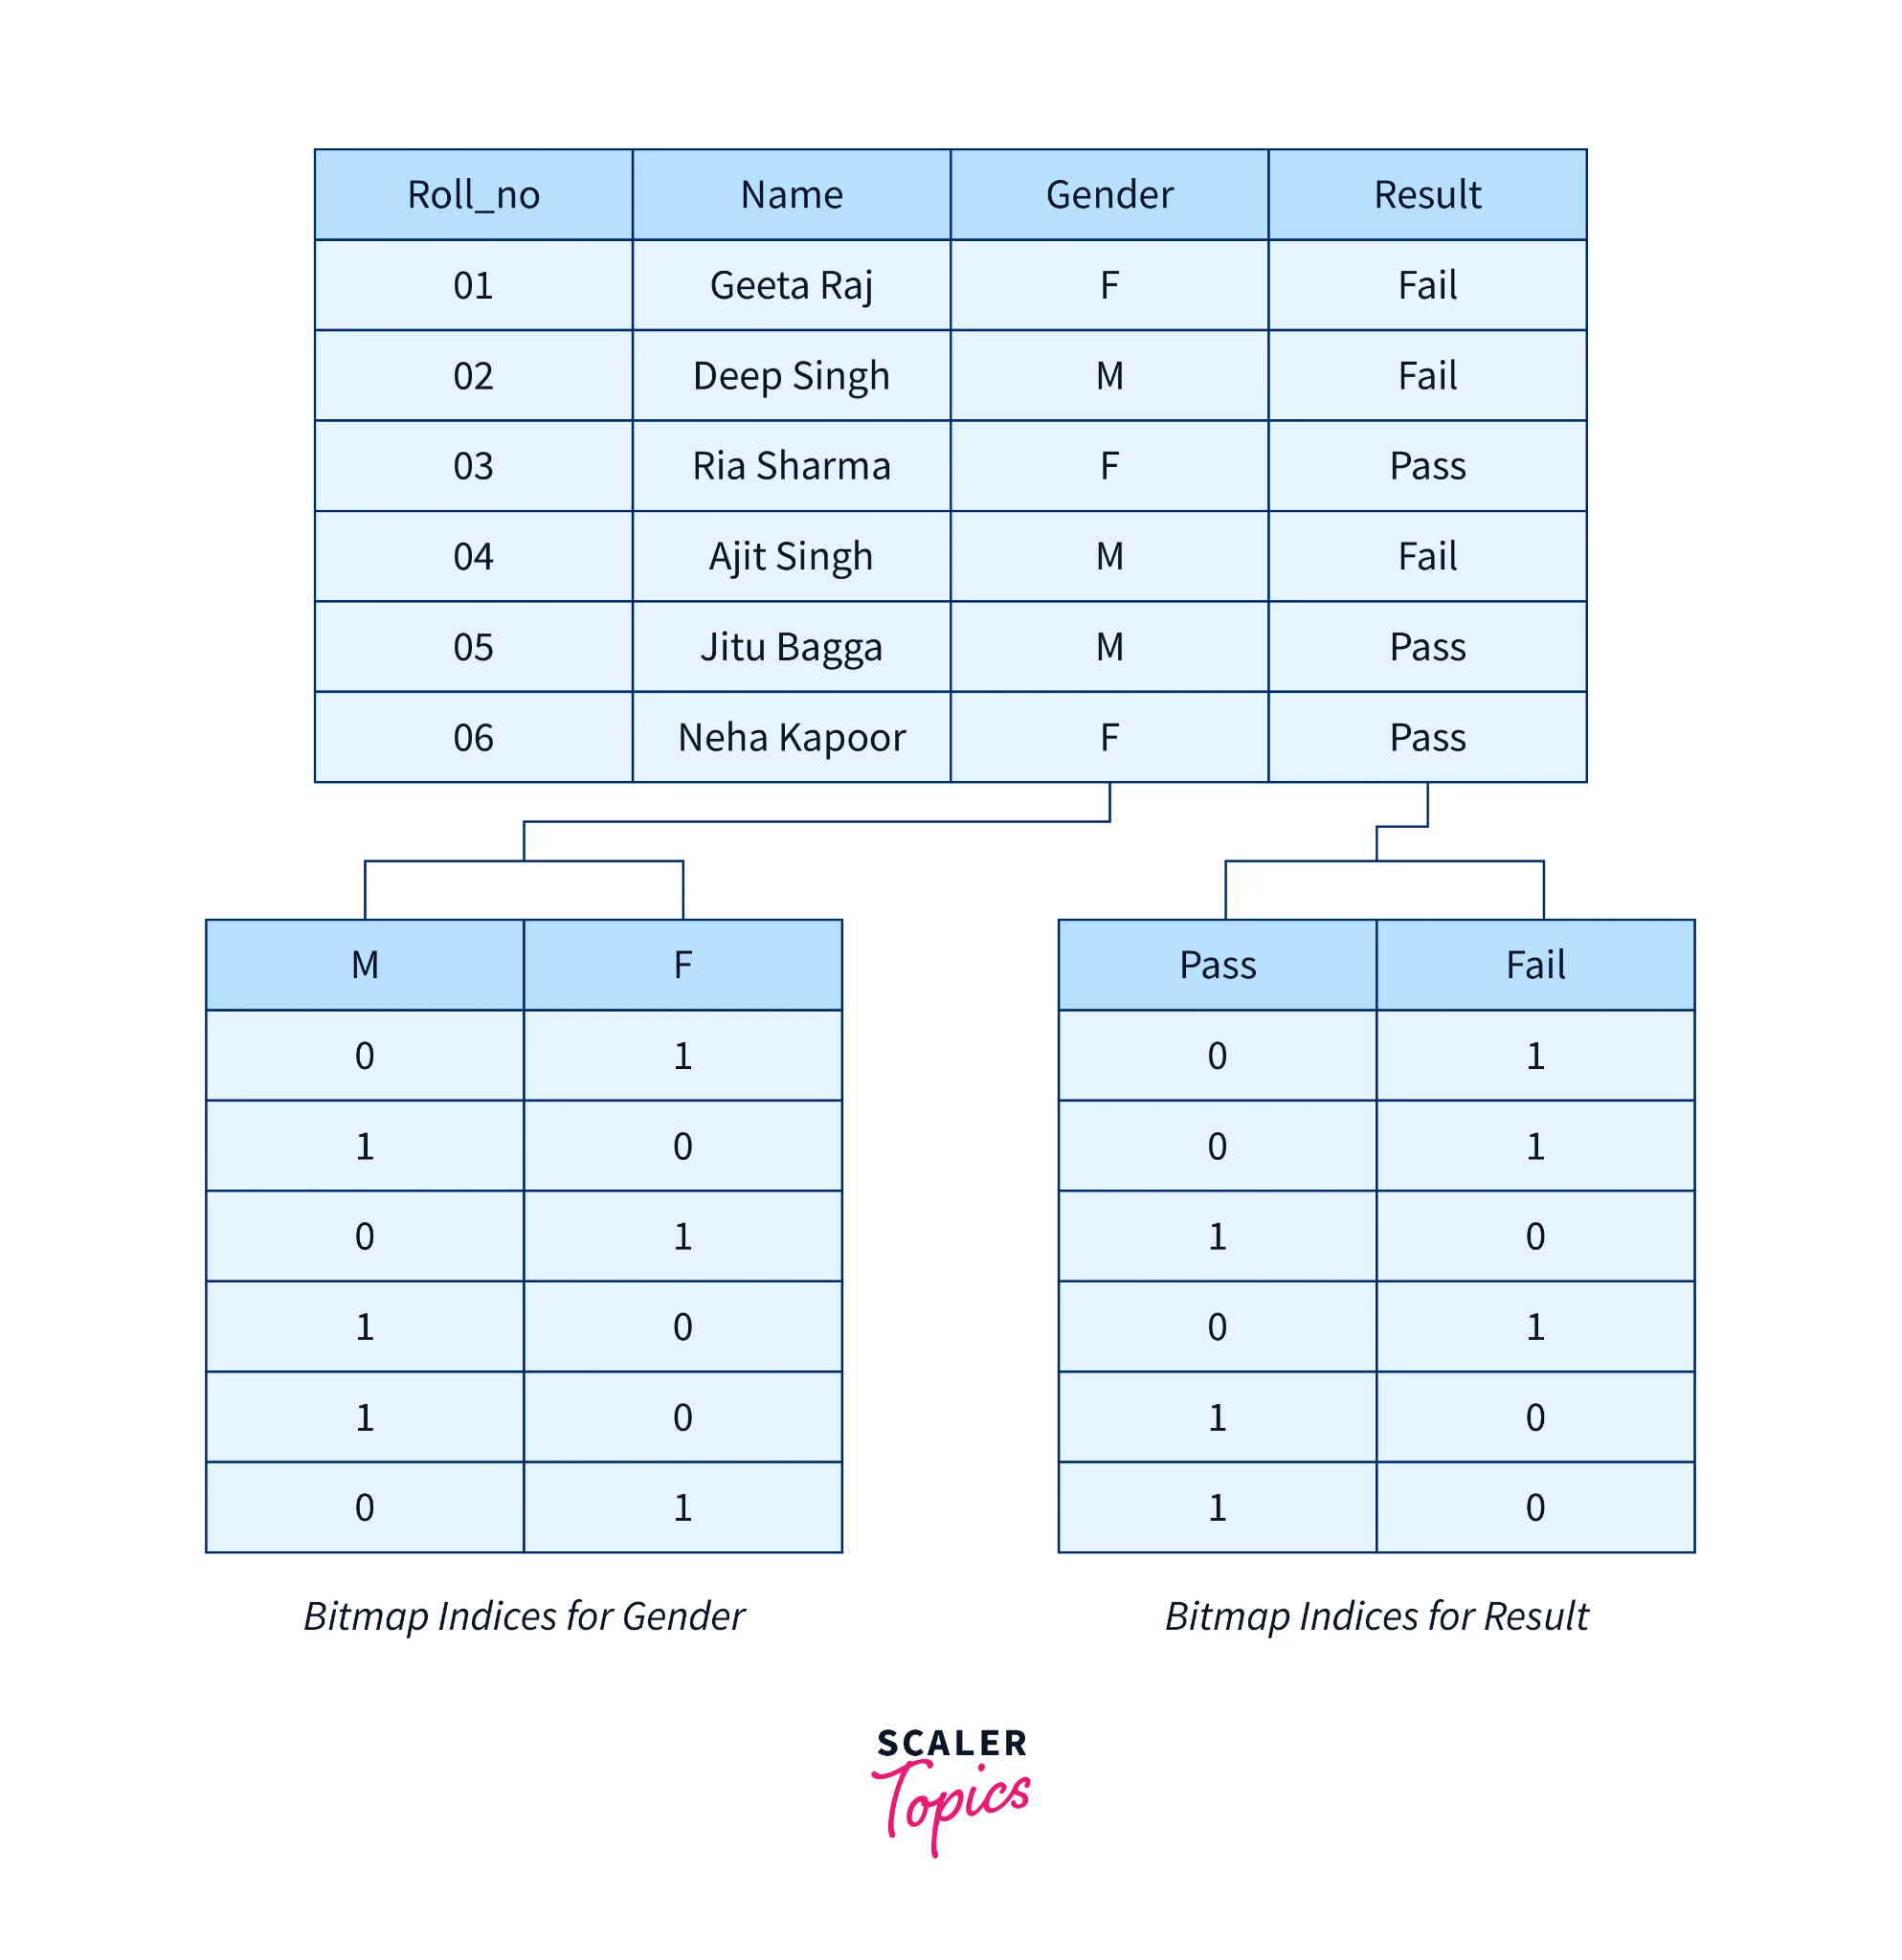 Roll_no Name Gender Result
01 Geeta Raj F Fail
02 Deep Singh M Fail
03 Ria Sharma F Pass
04 Ajit Singh M Fail
05 Jitu Bagga M Pass
06 Neha Kapoor F Pass
M F
0 1
1 0
0 1
1 0
1 0
0 1
Bitmap Indices for Gender
Pass Fail
0 1
0 1
1 0
0 1
1 0
1 0
Bitmap Indices for Result
SCALER
Topics